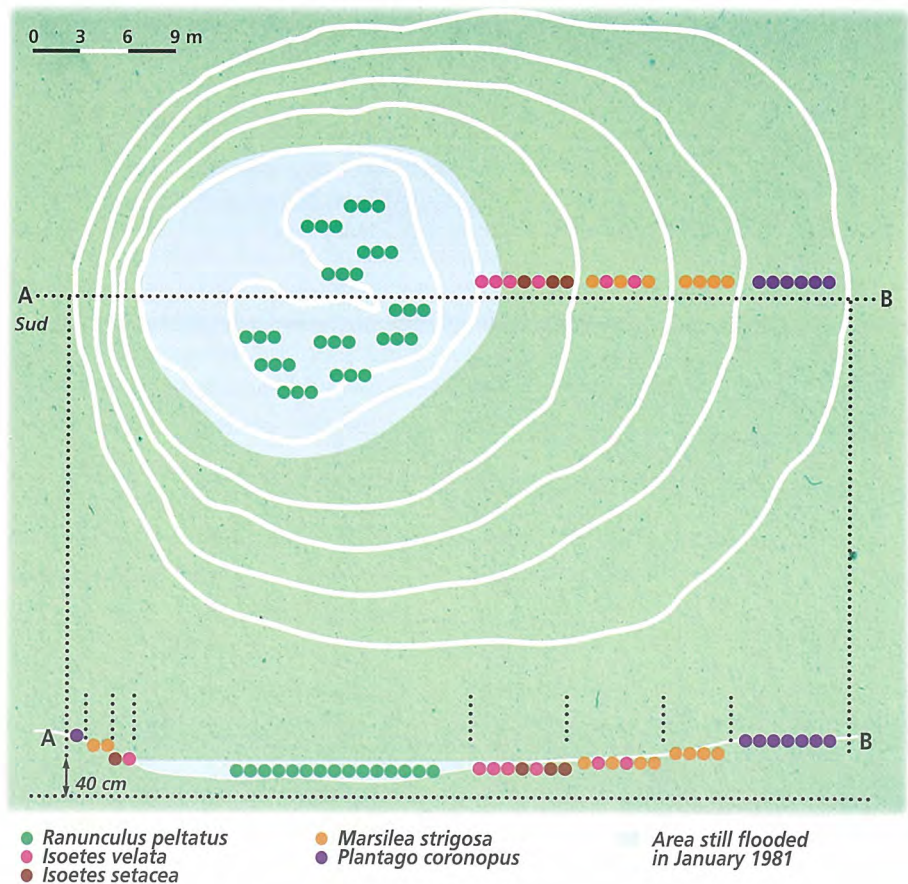 0 3 6 9 m
A B
Sud
A B
40 cm
Ranunculus peltatus
Isoetes velata
Isoetes setacea
Marsilea strigosa
Plantago coronopus
Area still flooded
in January 1981